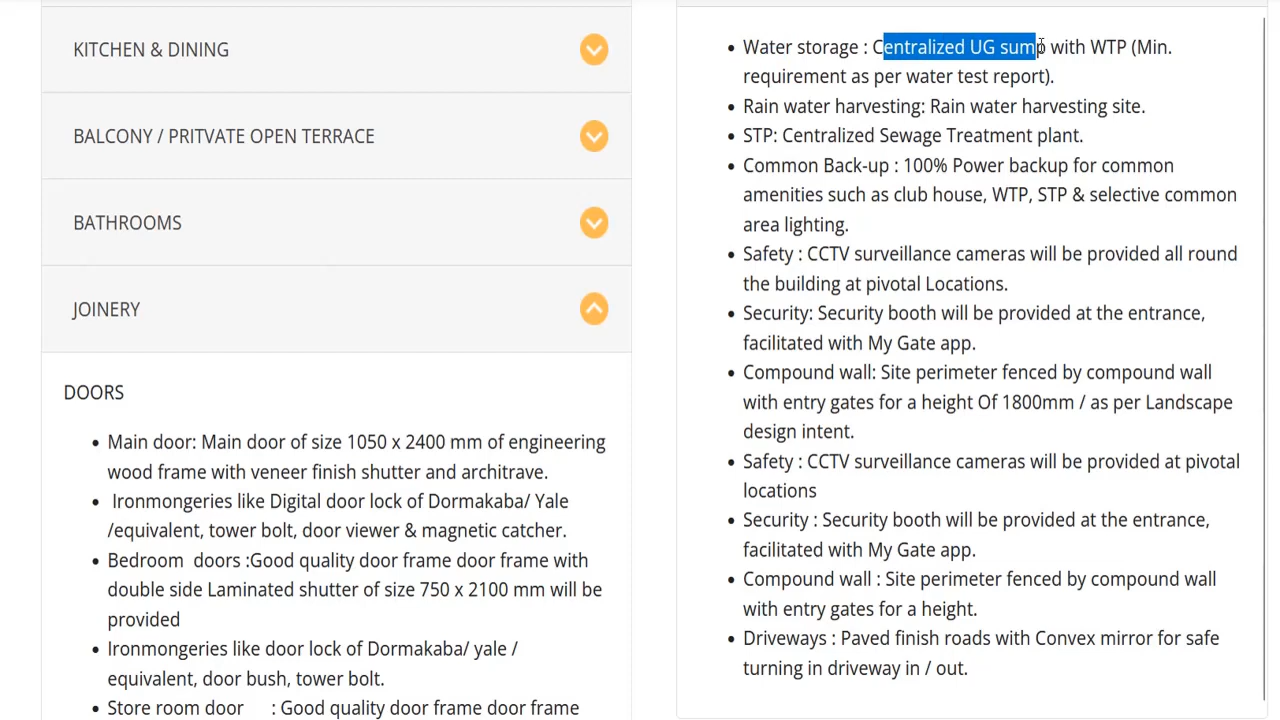 KITCHEN & DINING
BALCONY / PRITVATE OPEN TERRACE
BATHROOMS
JOINERY
DOORS
• Main door: Main door of size 1050 x 2400 mm of engineering
wood frame with veneer finish shutter and architrave.
• Ironmongeries like Digital door lock of Dormakaba/ Yale
/equivalent, tower bolt, door viewer & magnetic catcher.
• Bedroom doors :Good quality door frame door frame with
double side Laminated shutter of size 750 x 2100 mm will be
provided
• Ironmongeries like door lock of Dormakaba/ yale /
equivalent, door bush, tower bolt.
• Store room door : Good quality door frame door frame
• Water storage : Centralized UG sump with WTP (Min.
requirement as per water test report).
• Rain water harvesting: Rain water harvesting site.
• STP: Centralized Sewage Treatment plant.
• Common Back-up : 100% Power backup for common
amenities such as club house, WTP, STP & selective common
area lighting.
• Safety : CCTV surveillance cameras will be provided all round
the building at pivotal Locations.
• Security: Security booth will be provided at the entrance,
facilitated with My Gate app.
• Compound wall: Site perimeter fenced by compound wall
with entry gates for a height Of 1800mm / as per Landscape
design intent.
• Safety : CCTV surveillance cameras will be provided at pivotal
locations
• Security : Security booth will be provided at the entrance,
facilitated with My Gate app.
• Compound wall : Site perimeter fenced by compound wall
with entry gates for a height.
• Driveways : Paved finish roads with Convex mirror for safe
turning in driveway in / out.